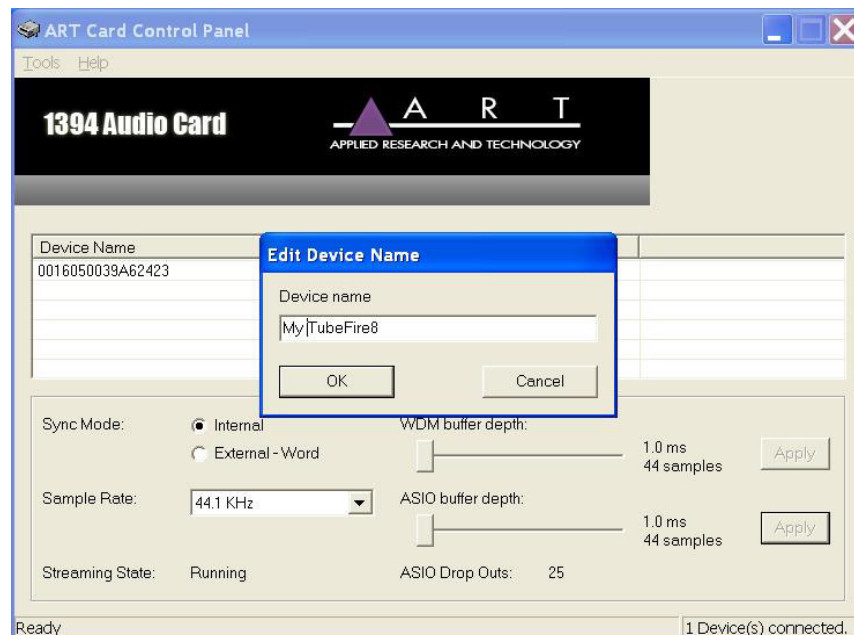 ART Card Control Panel
Tools Help
1394 Audio Card
A R T
APPLIED RESEARCH AND TECHNOLOGY
Device Name
0016050039A62423
Edit Device Name
Device name
My TubeFire8
OK Cancel
Sync Mode: Internal WDM buffer depth:
External - Word 1.0 ms
44 samples Apply
Sample Rate: 44.1 KHz ASIO buffer depth:
1.0 ms
44 samples Apply
Streaming State: Running ASIO Drop Outs: 25
Ready 1 Device(s) connected.